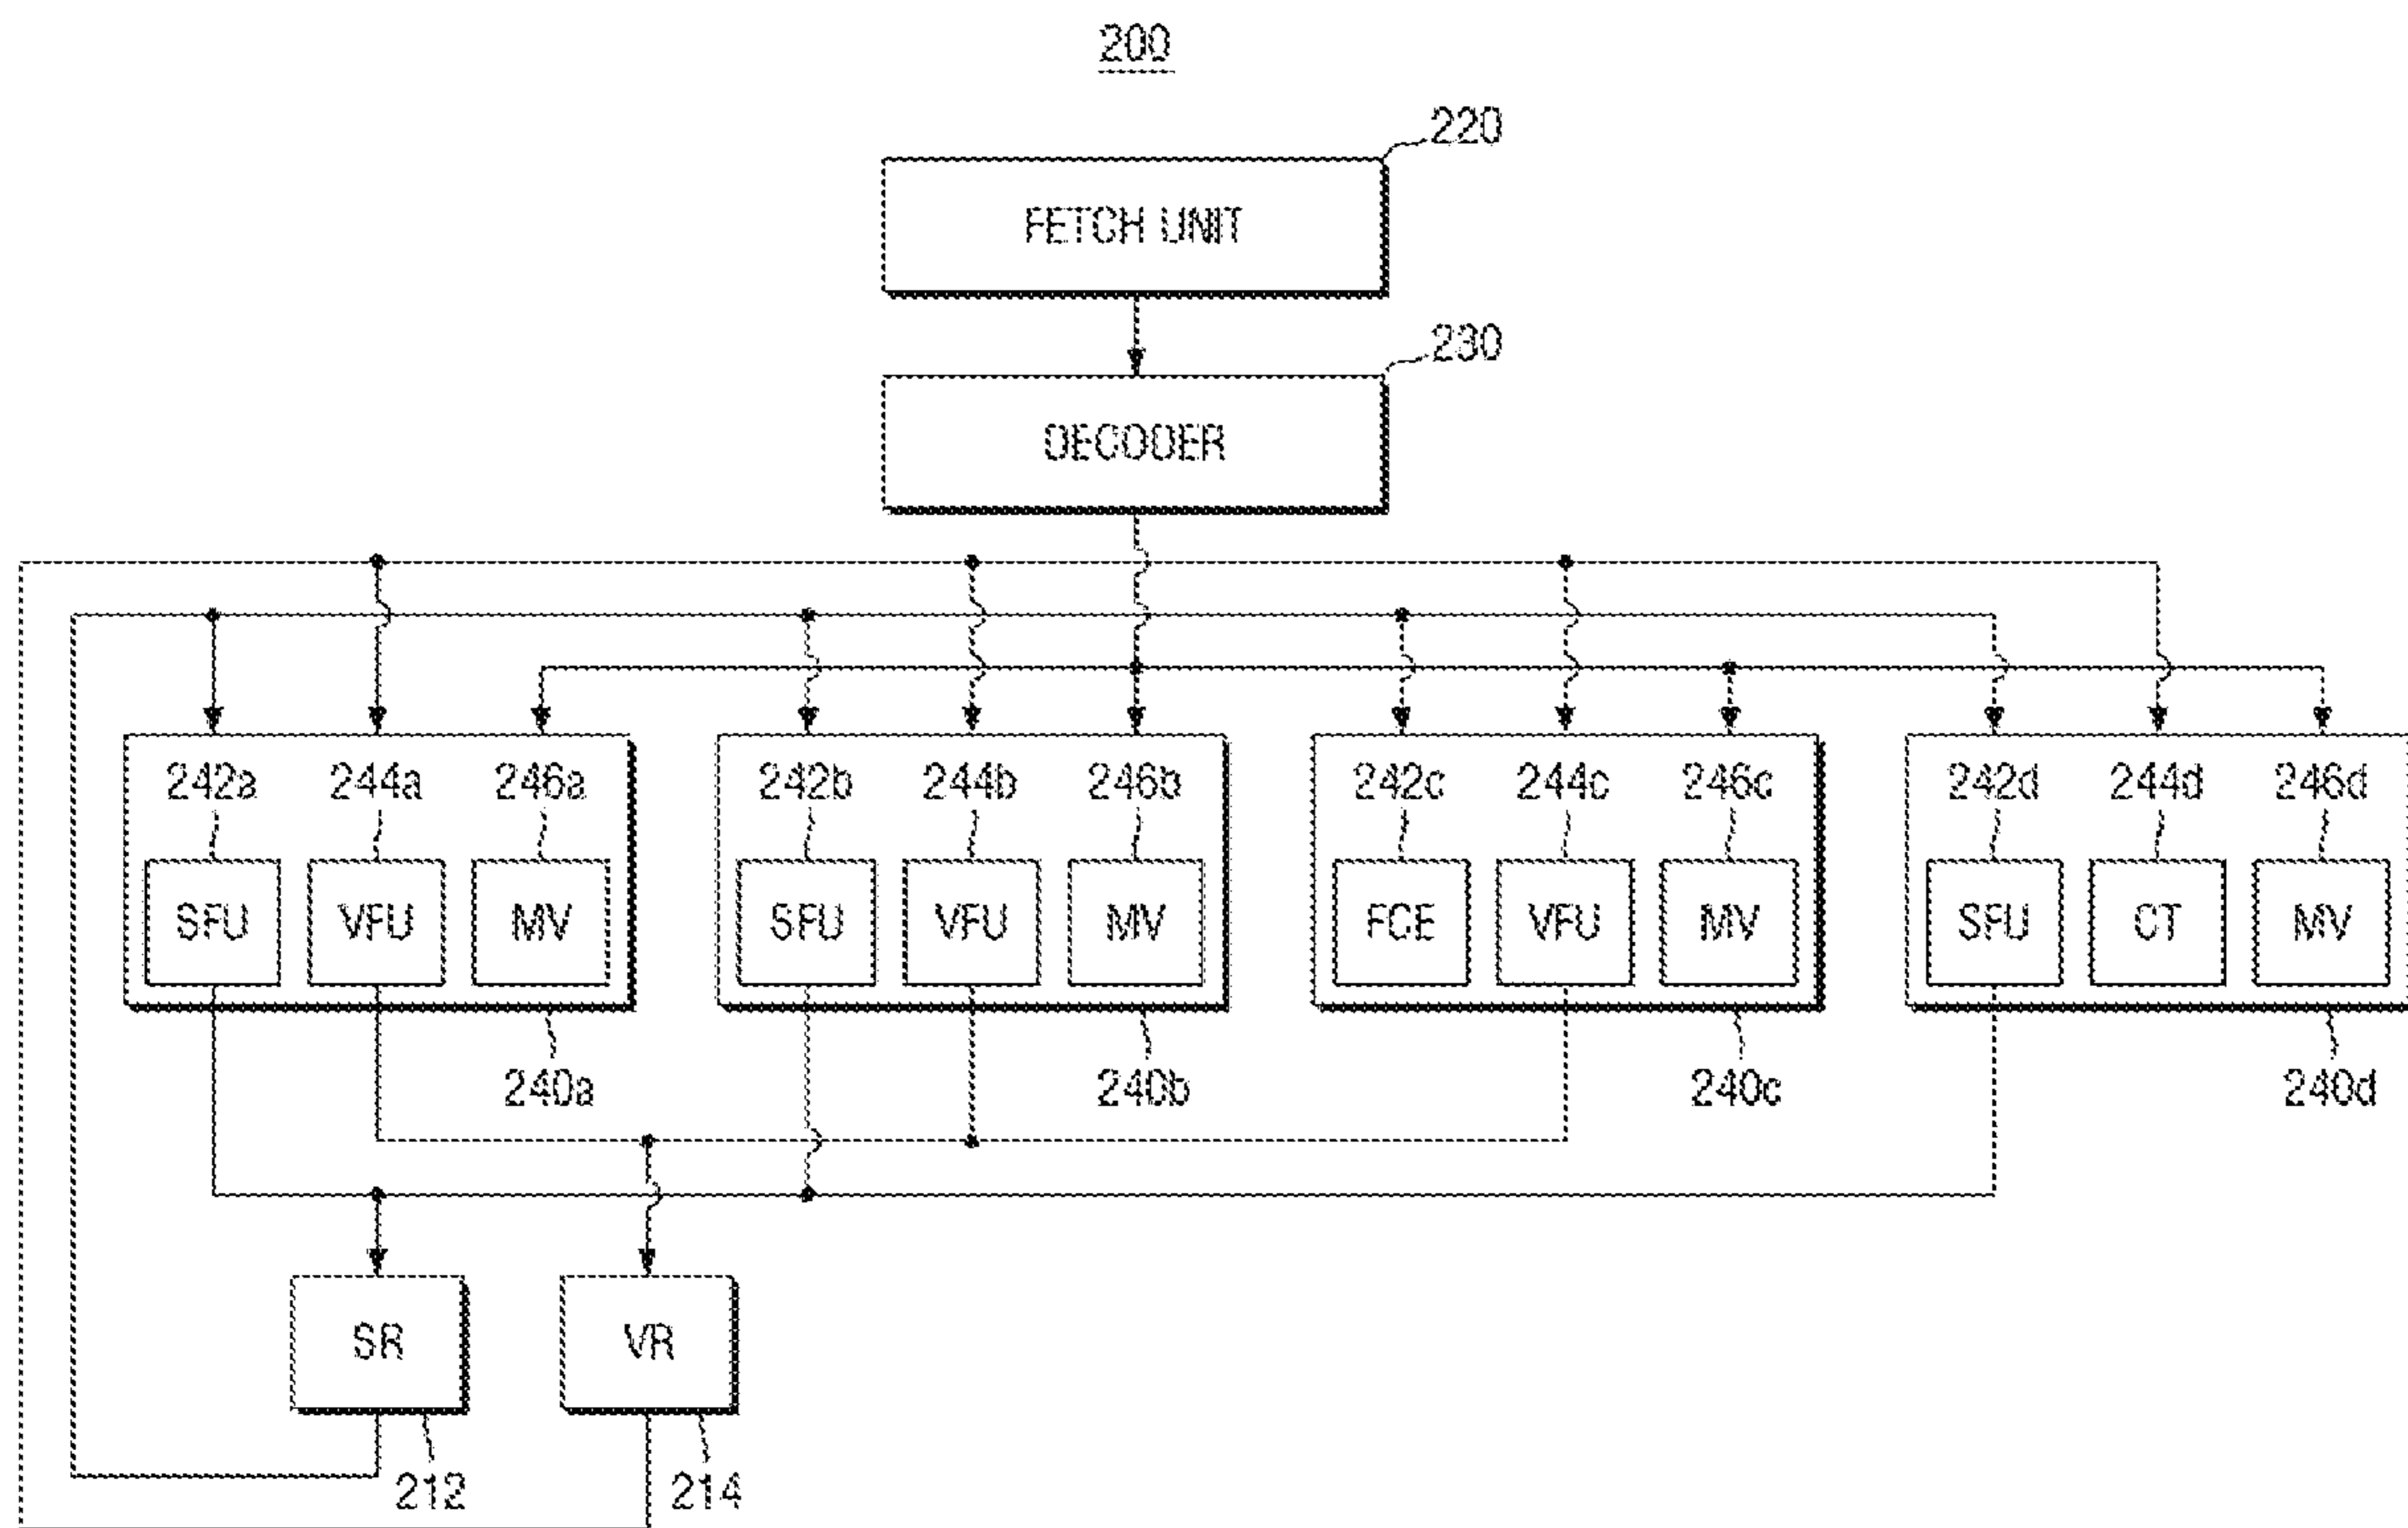 200
220
FETCH UNIT
230
DECODER
242a 244a 246a 242b 244b 246b 242c 244c 246c 242d 244d 246d
SFU VFU MV SFU VFU MV FCE VFU MV SFU CT MV
240a 240b 240c 240d
SR VR
212 214